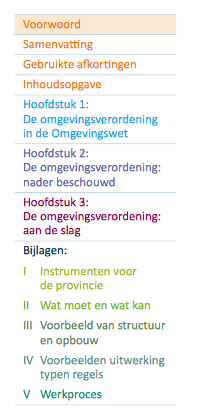 Voorwoord
Samenvatting
Gebruikte afkortingen
Inhoudsopgave
Hoofdstuk 1:
De omgevingsverordening
in de Omgevingswet
Hoofdstuk 2:
De omgevingsverordening:
nader beschouwd
Hoofdstuk 3:
De omgevingsverordening:
aan de slag
Bijlagen:
I Instrumenten voor
de provincie
II Wat moet en wat kan
III Voorbeeld van structuur
en opbouw
IV Voorbeelden uitwerking
typen regels
V Werkproces